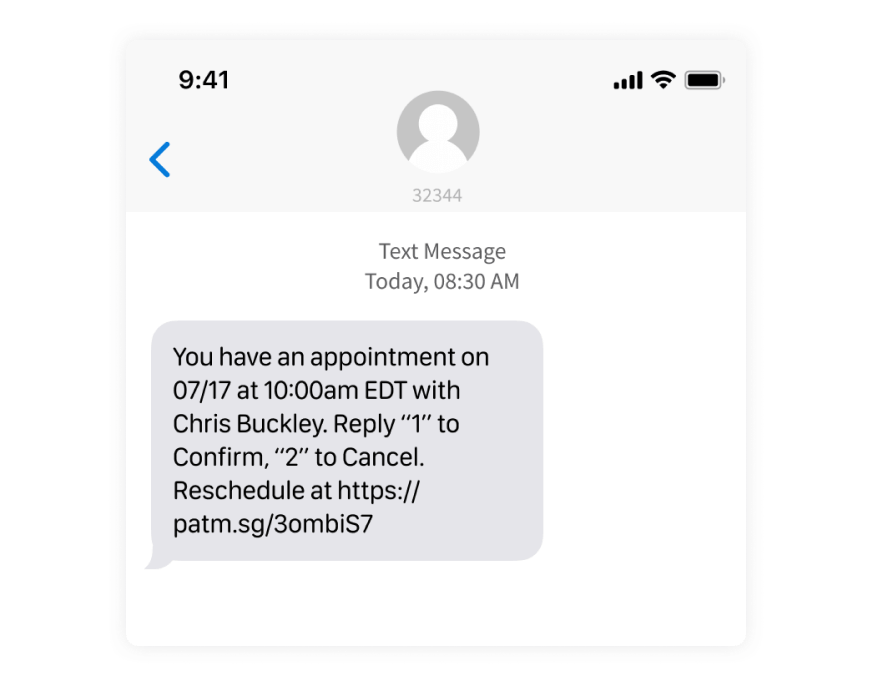 9:41
32344
Text Message
Today, 08:30 AM
You have an appointment on
07/17 at 10:00am EDT with
Chris Buckley. Reply “1” to
Confirm, “2” to Cancel.
Reschedule at https://
patm.sg/3ombiS7